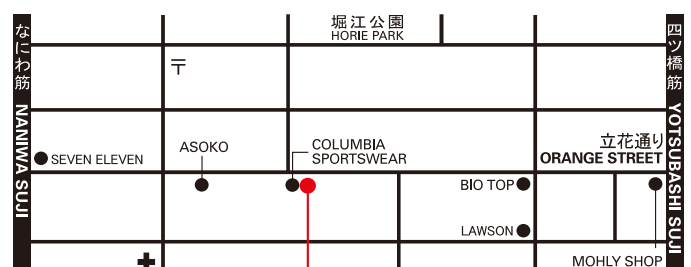 堀江公園
HORIE PARK
なにわ筋 NANIWA SUJI
四ツ橋筋 YOTSUBASHI SUJI
〒
ASOKO
COLUMBIA
SPORTSWEAR
立花通り
ORANGE STREET
SEVEN ELEVEN
BIO TOP
LAWSON
MOHLY SHOP